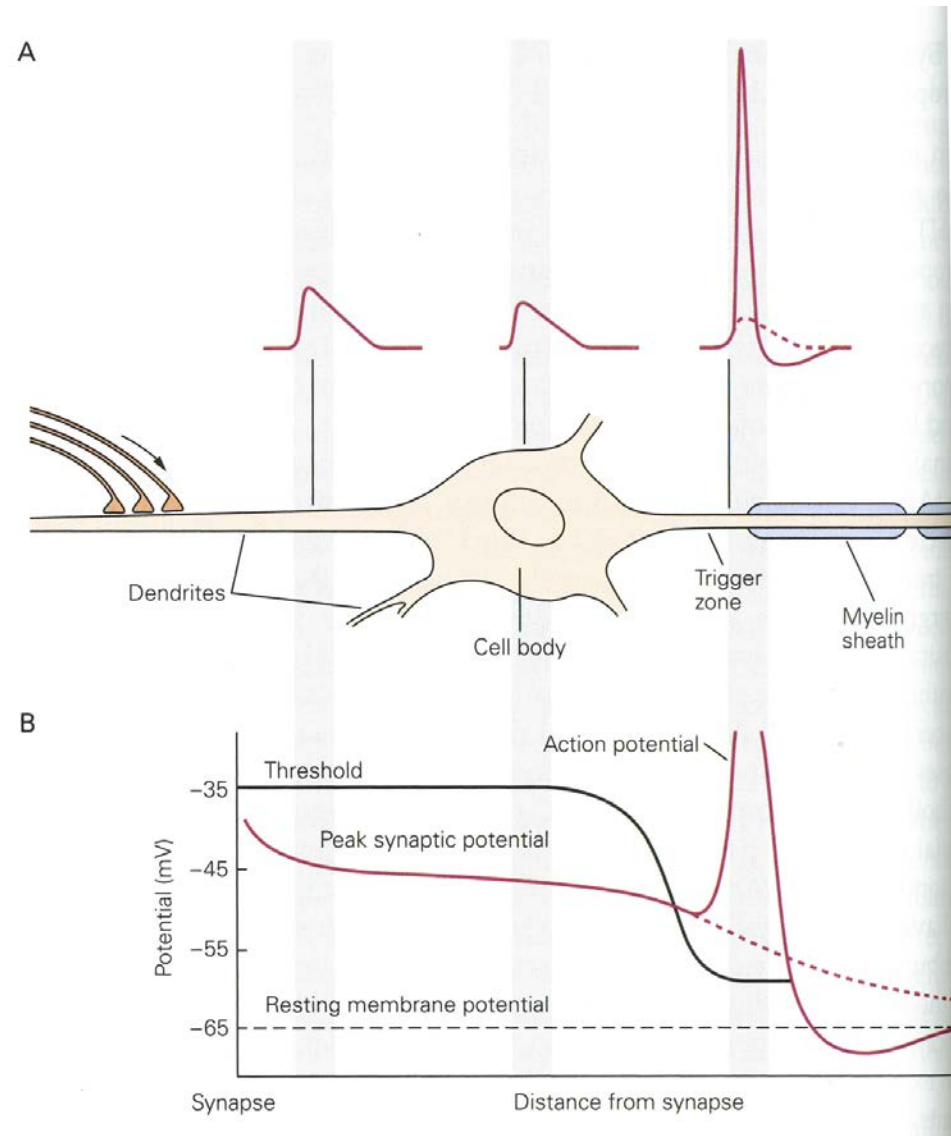 A
Dendrites
Cell body
Trigger
zone
Myelin
sheath
B
Action potential
Threshold
−35
Peak synaptic potential
−45
Potential (mV)
−55
Resting membrane potential
−65
Synapse
Distance from synapse